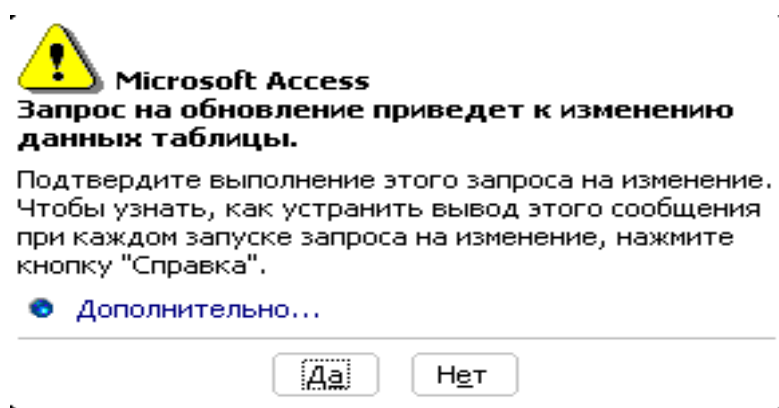 Microsoft Access
Запрос на обновление приведет к изменению
данных таблицы.
Подтвердите выполнение этого запроса на изменение.
Чтобы узнать, как устранить вывод этого сообщения
при каждом запуске запроса на изменение, нажмите
кнопку "Справка".
Дополнительно...
Да Нет